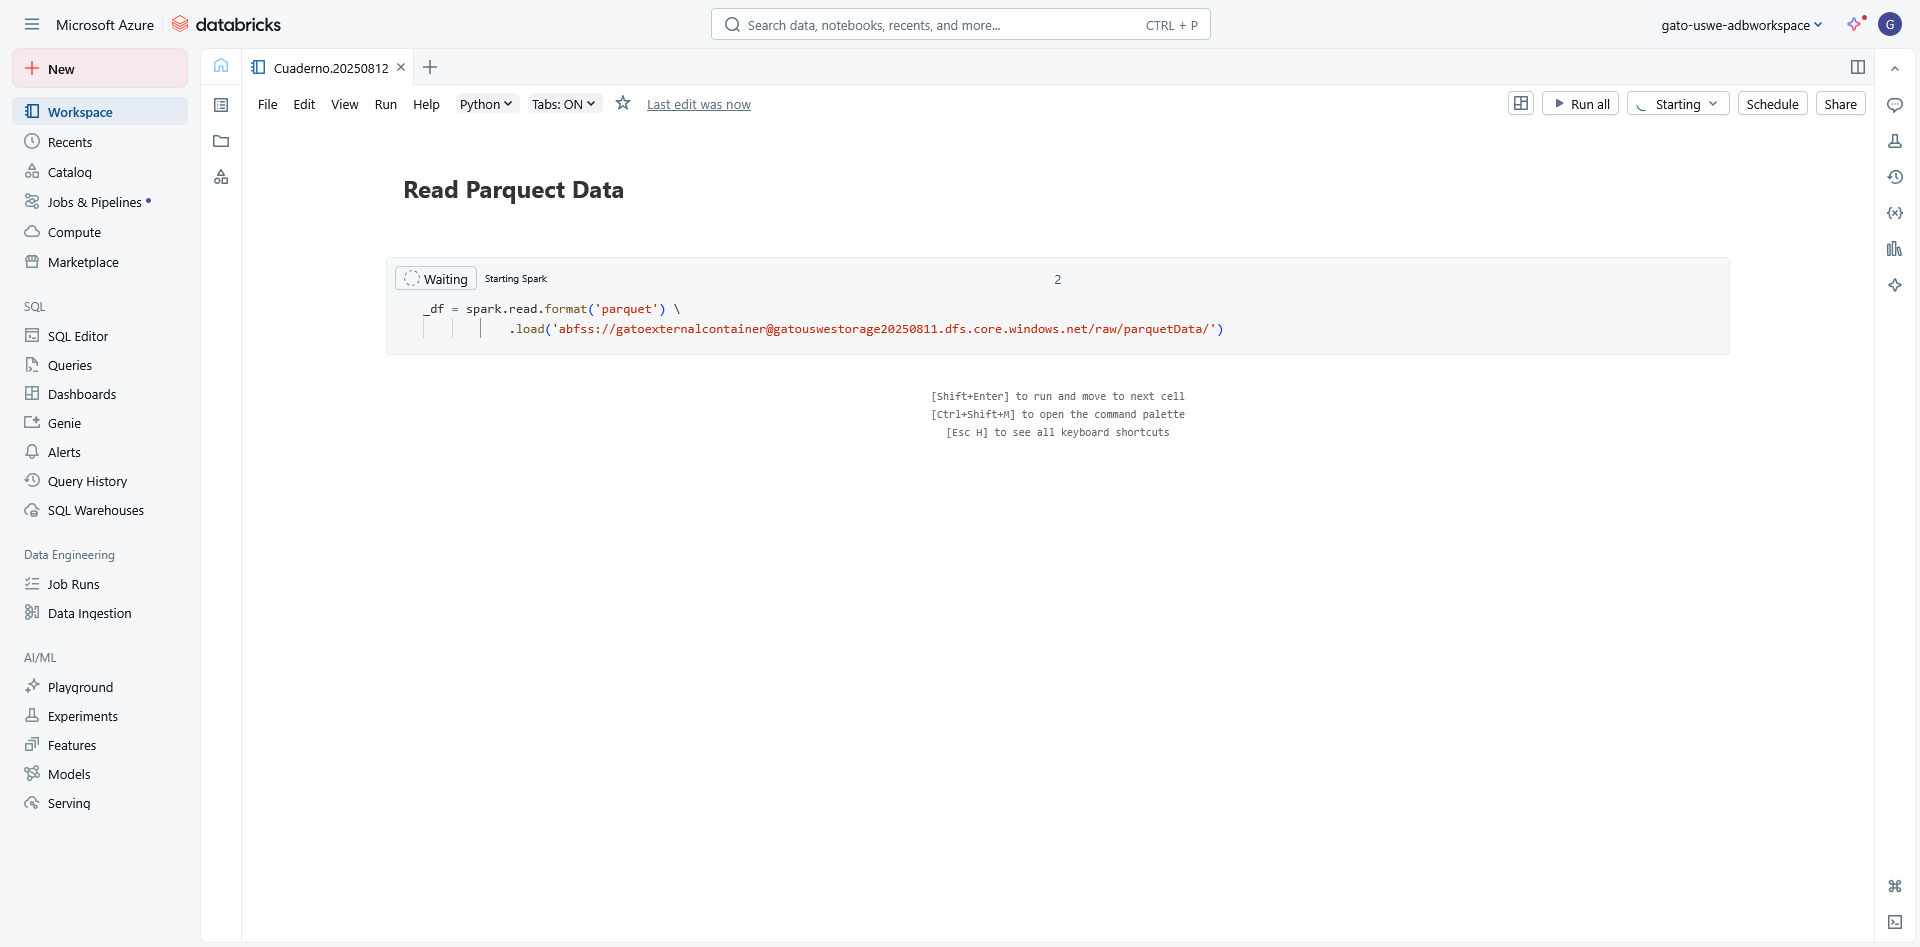 Microsoft Azure databricks
Search data, notebooks, recents, and more... CTRL + P
gato-uswe-adbworkspace
G
New
Workspace
Recents
Catalog
Jobs & Pipelines
Compute
Marketplace
SQL
SQL Editor
Queries
Dashboards
Genie
Alerts
Query History
SQL Warehouses
Data Engineering
Job Runs
Data Ingestion
AI/ML
Playground
Experiments
Features
Models
Serving
Cuaderno.20250812
File Edit View Run Help Python Tabs: ON Last edit was now
Run all Starting Schedule Share
Read Parquect Data
Waiting Starting Spark 2
_df = spark.read.format('parquet') \
.load('abfss://gatoexternalcontainer@gatouswestorage20250811.dfs.core.windows.net/raw/parquetData/')
[Shift+Enter] to run and move to next cell
[Ctrl+Shift+M] to open the command palette
[Esc H] to see all keyboard shortcuts